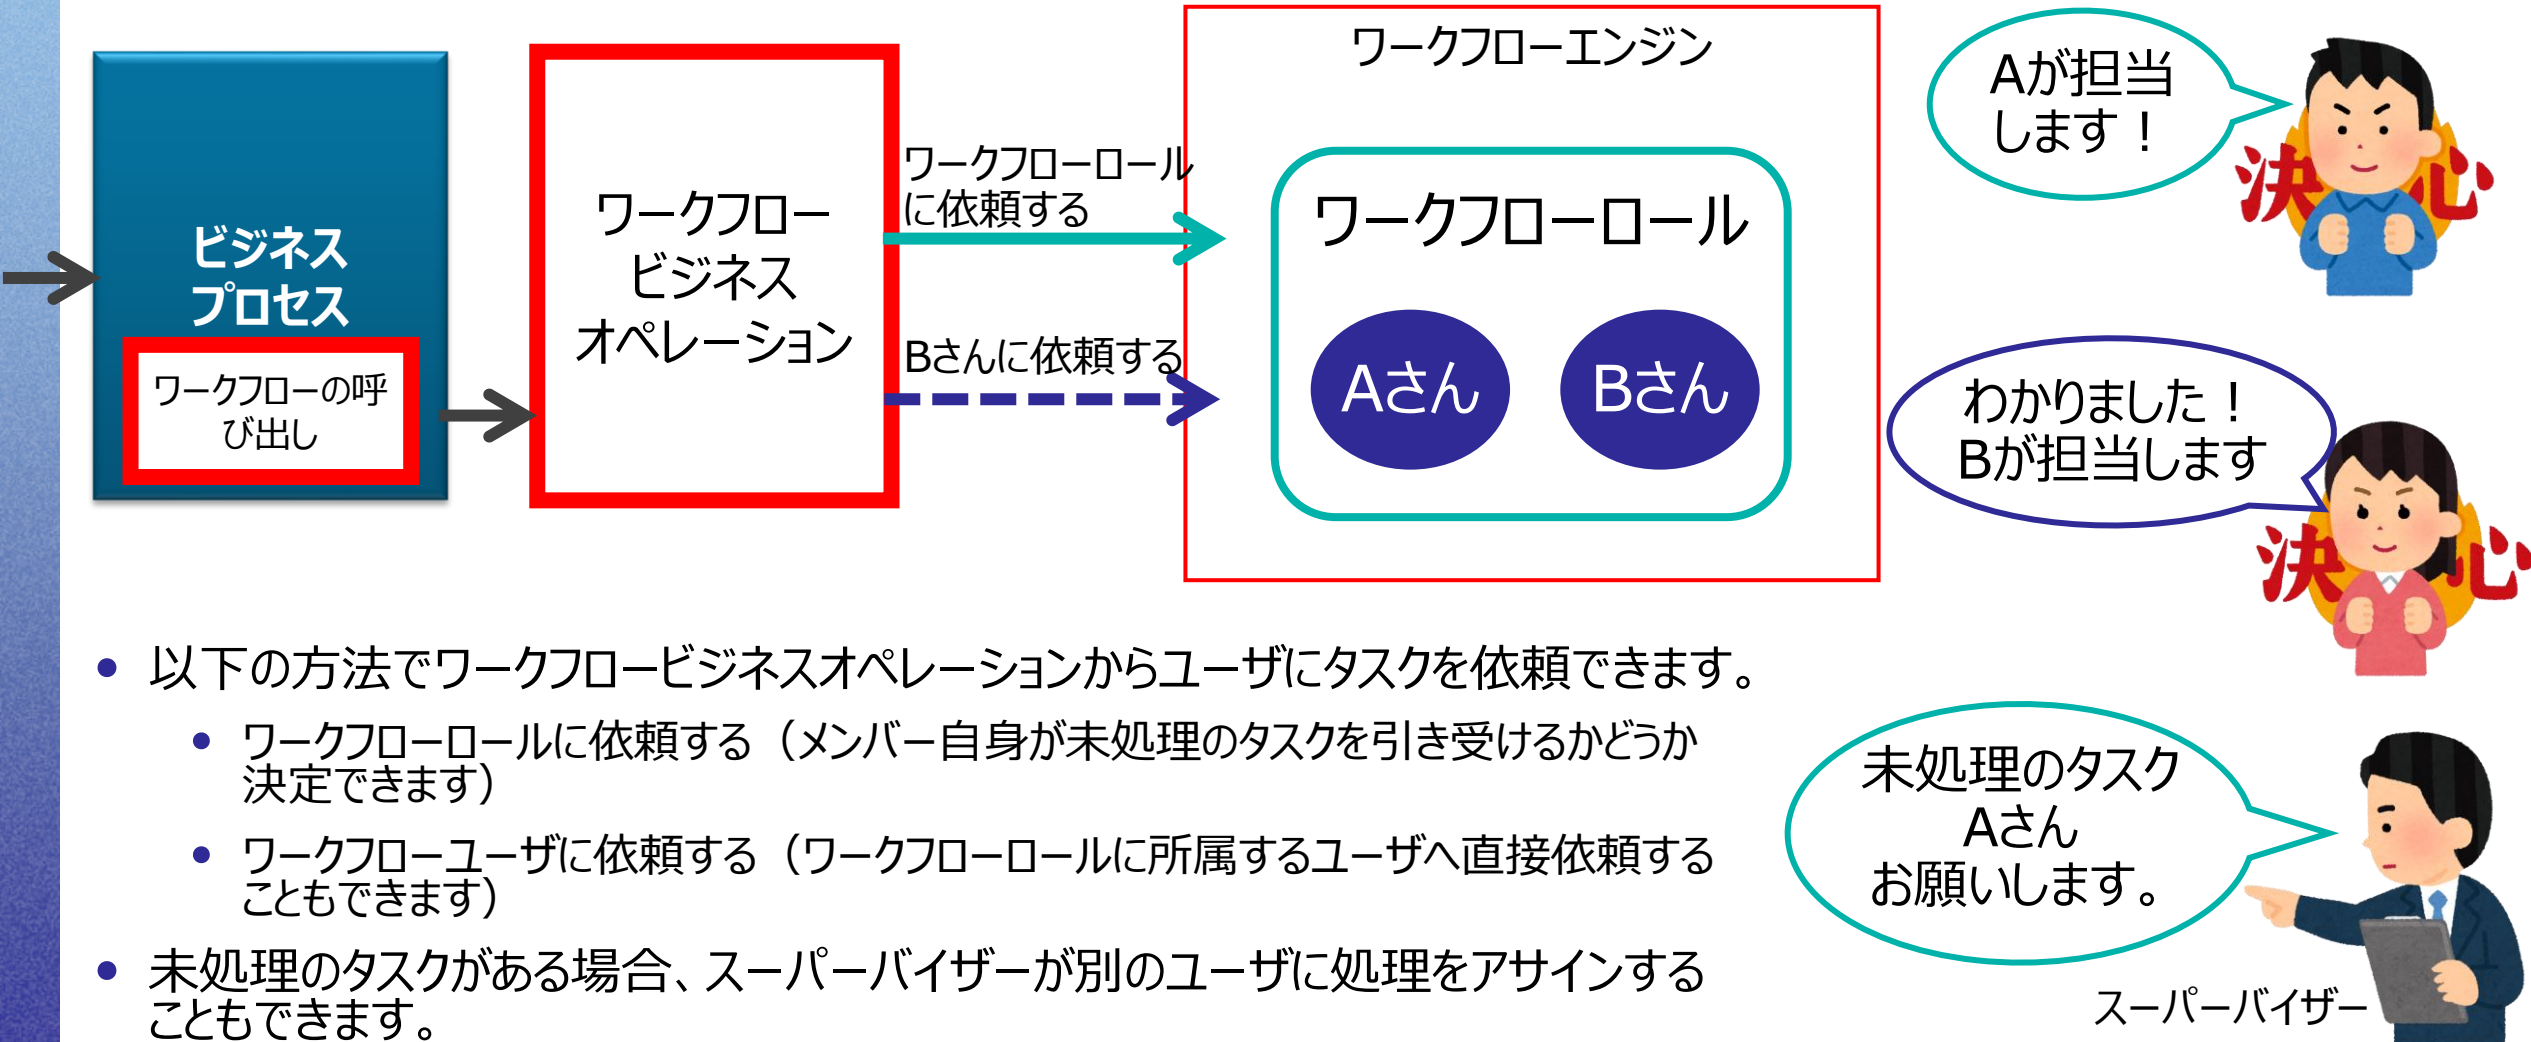 ビジネス
プロセス
ワークフローの呼
び出し
ワークフロー
ビジネス
オペレーション
ワークフローロール
に依頼する
Bさんに依頼する
ワークフローエンジン
ワークフローロール
Aさん
Bさん
Aが担当
します！
決心
わかりました！
Bが担当します
決心
未処理のタスク
Aさん
お願いします。
スーパーバイザー
• 以下の方法でワークフロービジネスオペレーションからユーザにタスクを依頼できます。
• ワークフローロールに依頼する（メンバー自身が未処理のタスクを引き受けるかどうか
決定できます）
• ワークフローユーザに依頼する（ワークフローロールに所属するユーザへ直接依頼する
こともできます）
• 未処理のタスクがある場合、スーパーバイザーが別のユーザに処理をアサインする
こともできます。